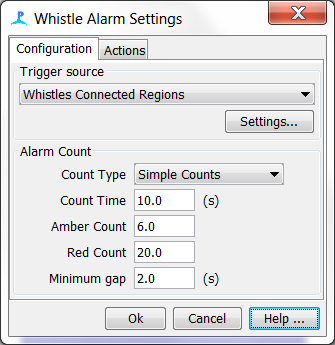 Whistle Alarm Settings
Configuration Actions
Trigger source
Whistles Connected Regions
Settings...
Alarm Count
Count Type Simple Counts
Count Time 10.0 (s)
Amber Count 6.0
Red Count 20.0
Minimum gap 2.0 (s)
Ok Cancel Help ...